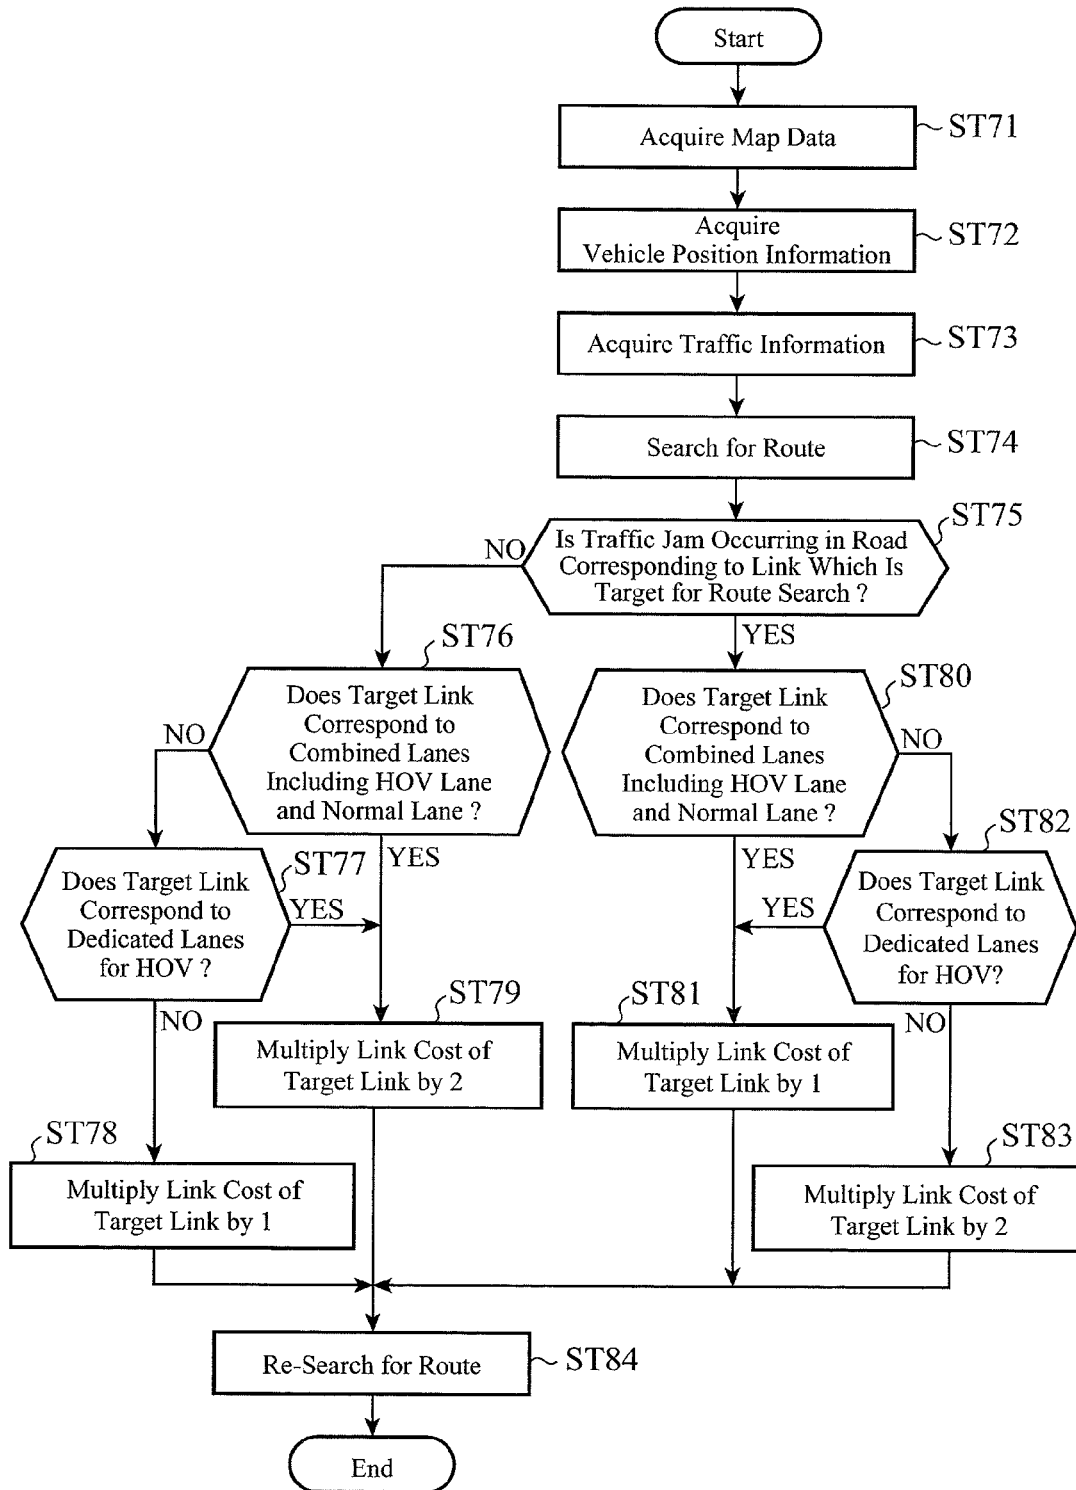 Start
Acquire Map Data
ST71
Acquire
Vehicle Position Information
ST72
Acquire Traffic Information
ST73
Search for Route
ST74
ST75
Is Traffic Jam Occurring in Road
Corresponding to Link Which Is
Target for Route Search ?
NO
YES
ST76
Does Target Link
Correspond to
Combined Lanes
Including HOV Lane
and Normal Lane ?
NO
YES
ST80
Does Target Link
Correspond to
Combined Lanes
Including HOV Lane
and Normal Lane ?
NO
YES
ST77
Does Target Link
Correspond to
Dedicated Lanes
for HOV ?
YES
NO
ST82
Does Target Link
Correspond to
Dedicated Lanes
for HOV?
YES
NO
ST79
Multiply Link Cost of
Target Link by 2
ST81
Multiply Link Cost of
Target Link by 1
ST78
Multiply Link Cost of
Target Link by 1
ST83
Multiply Link Cost of
Target Link by 2
Re-Search for Route
ST84
End